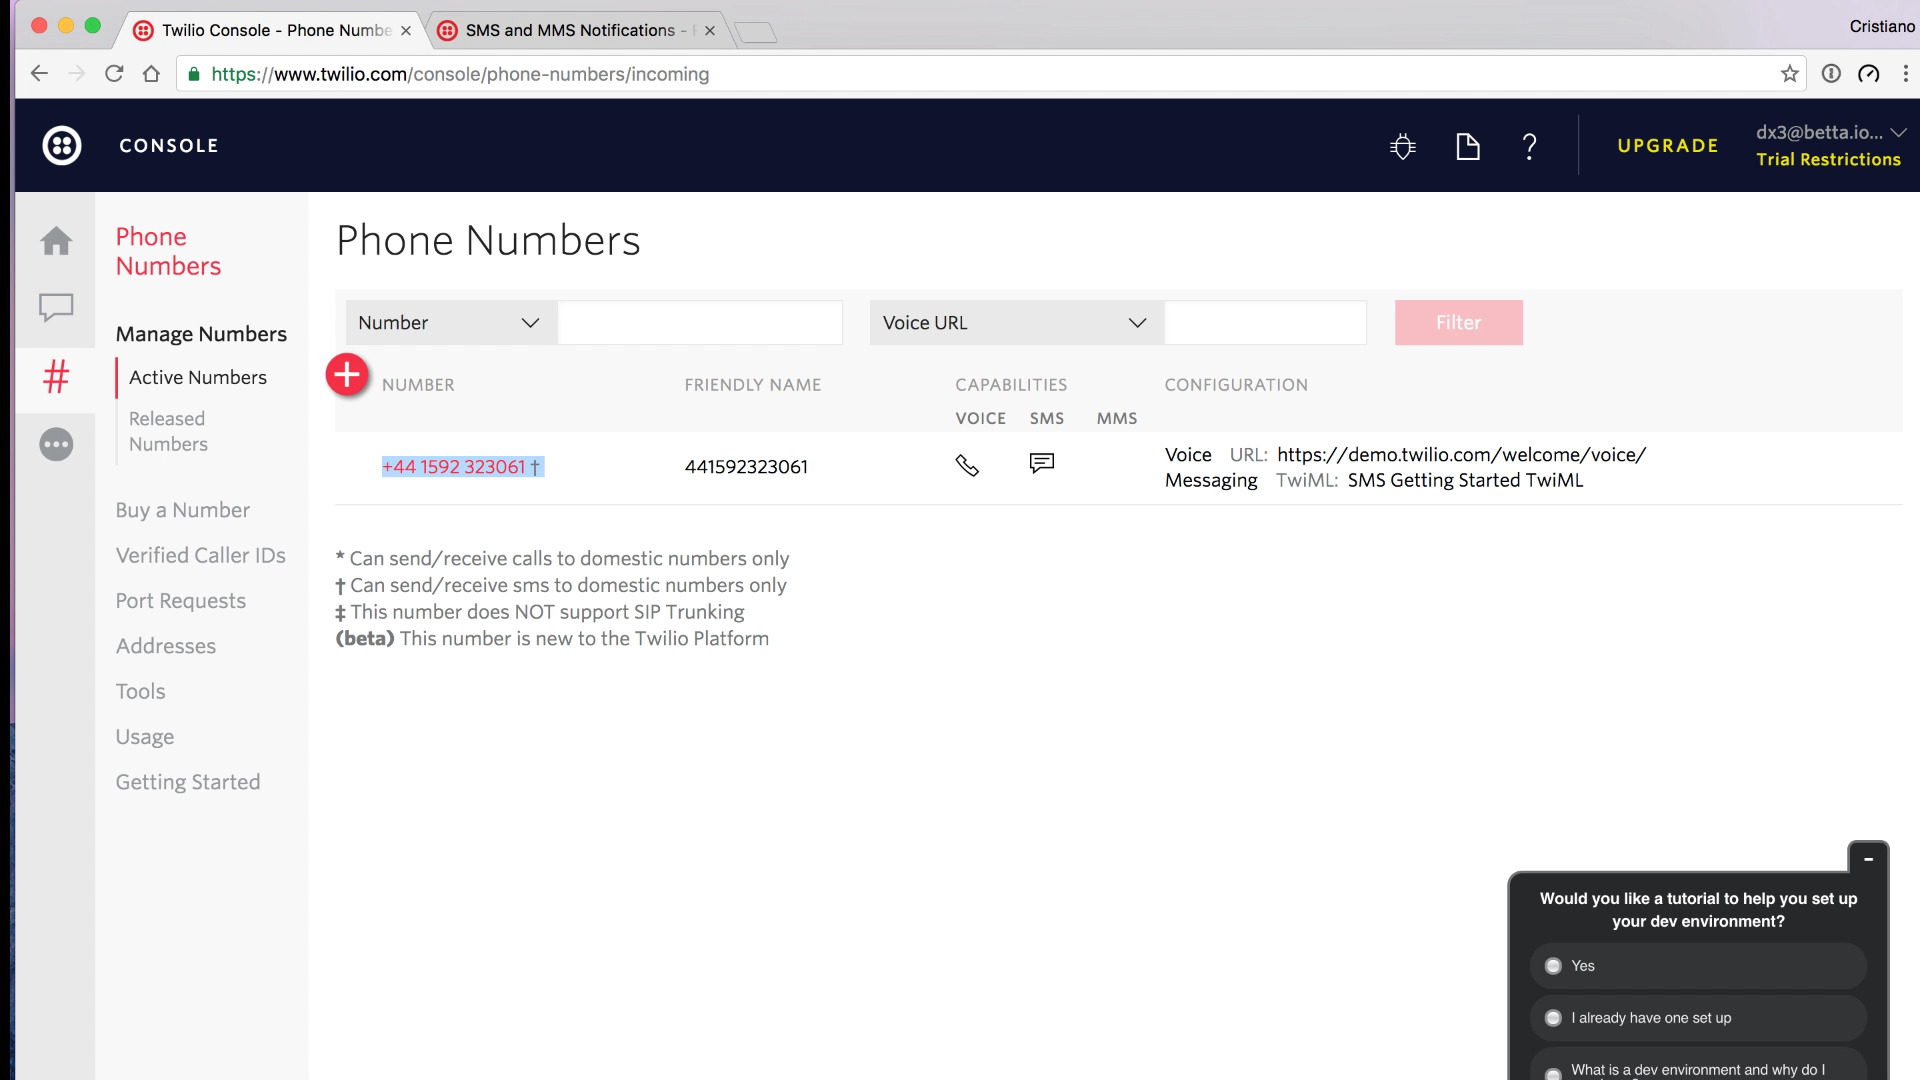 Twilio Console - Phone Numbe
SMS and MMS Notifications -
Cristiano
https://www.twilio.com/console/phone-numbers/incoming
CONSOLE
?
UPGRADE
dx3@betta.io...
Trial Restrictions
Phone
Numbers
Manage Numbers
Active Numbers
Released
Numbers
Buy a Number
Verified Caller IDs
Port Requests
Addresses
Tools
Usage
Getting Started
Phone Numbers
Number
Voice URL
Filter
NUMBER
FRIENDLY NAME
CAPABILITIES
CONFIGURATION
VOICE SMS MMS
+44 1592 323061 †
441592323061
Voice URL: https://demo.twilio.com/welcome/voice/
Messaging TwiML: SMS Getting Started TwiML
* Can send/receive calls to domestic numbers only
† Can send/receive sms to domestic numbers only
‡ This number does NOT support SIP Trunking
(beta) This number is new to the Twilio Platform
Would you like a tutorial to help you set up
your dev environment?
Yes
I already have one set up
What is a dev environment and why do I